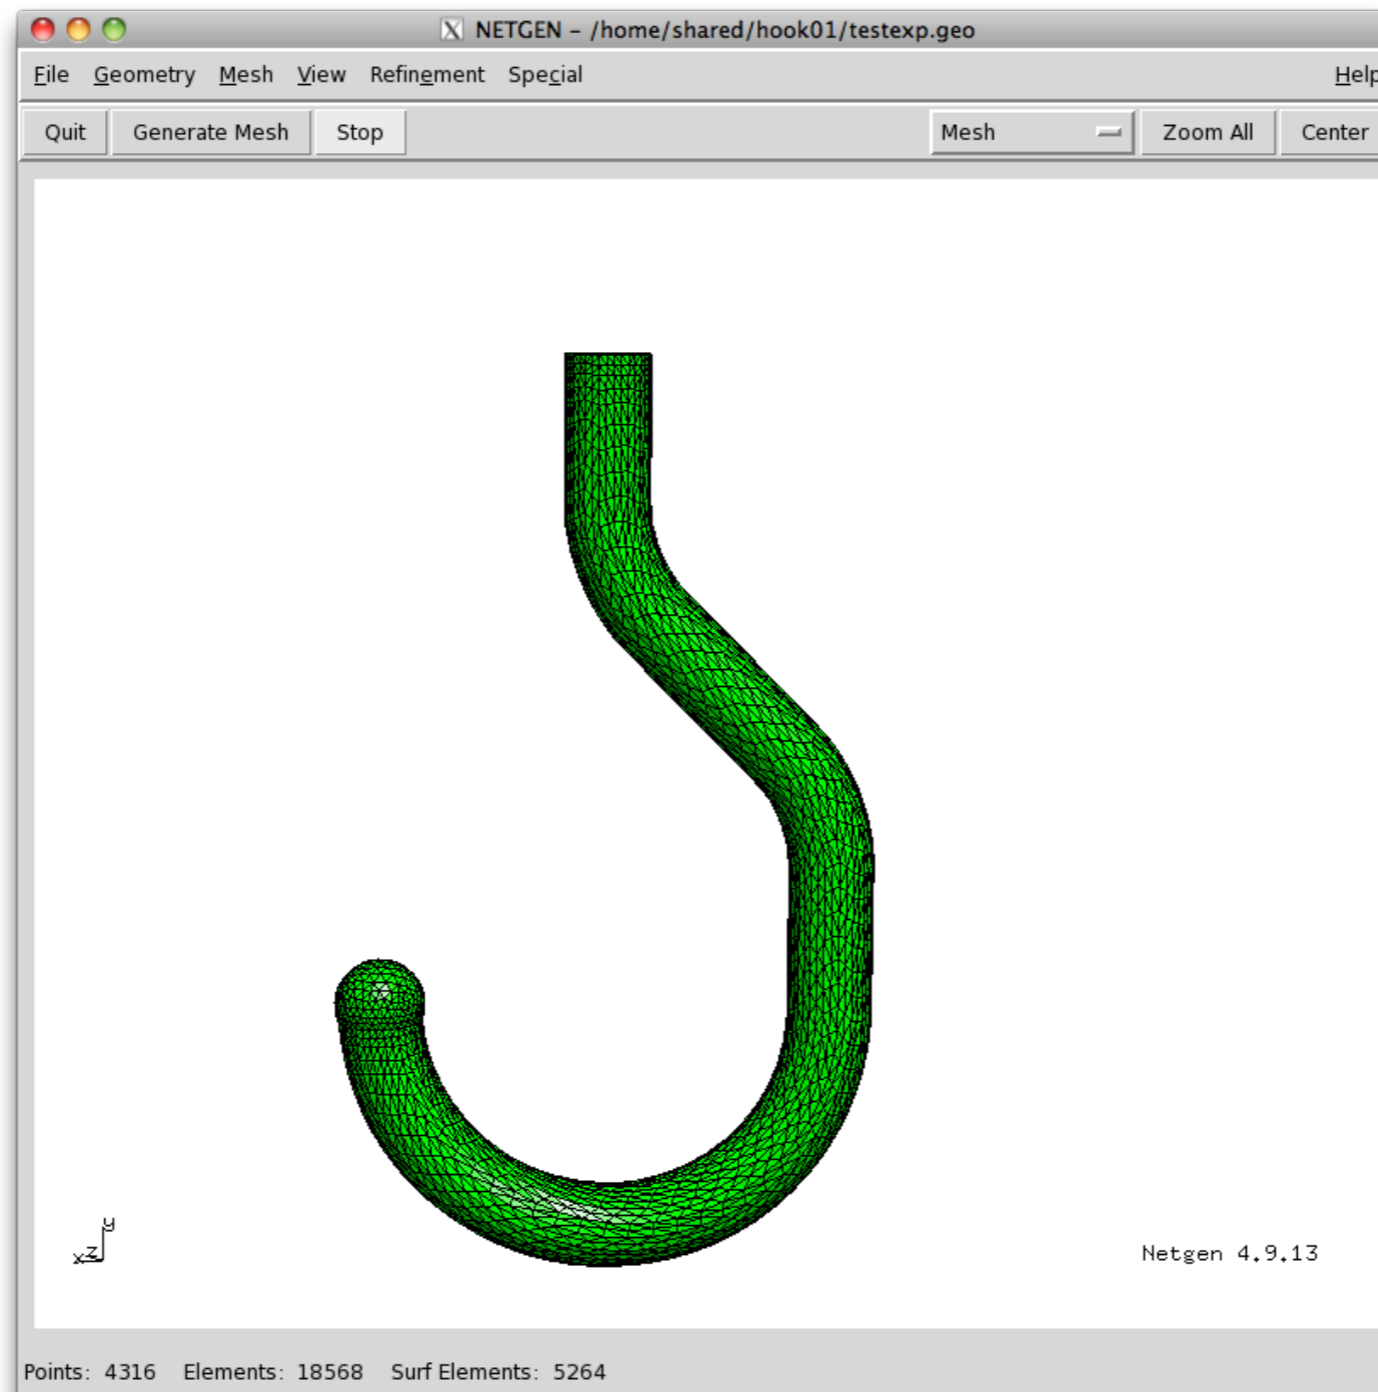 NETGEN - /home/shared/hook01/testexp.geo
File Geometry Mesh View Refinement Special Help
Quit Generate Mesh Stop Mesh Zoom All Center
y
x z
Netgen 4.9.13
Points: 4316 Elements: 18568 Surf Elements: 5264